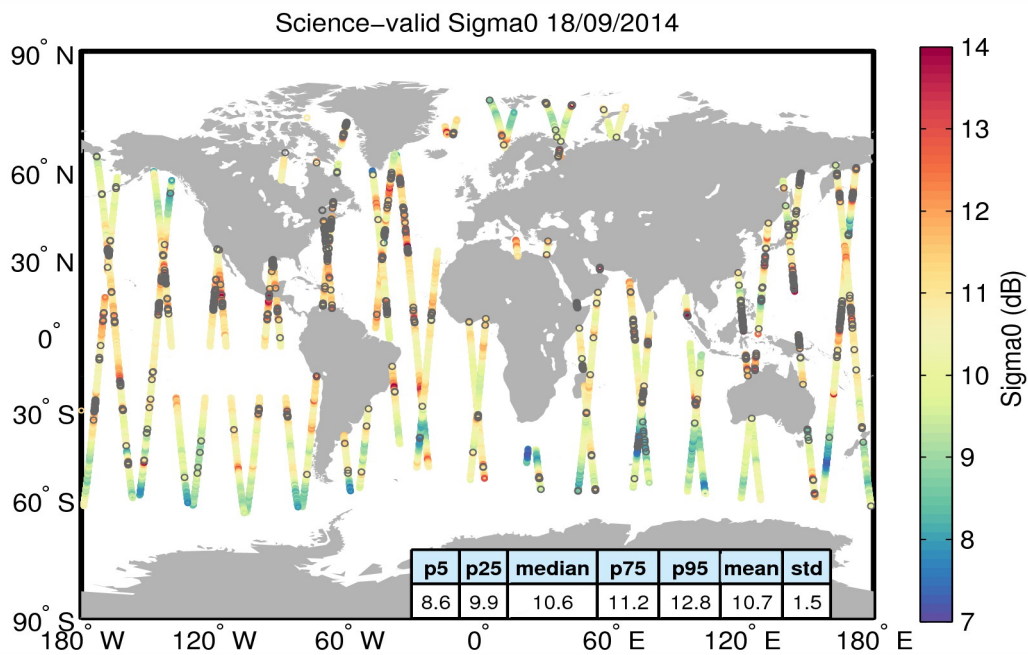 Science−valid Sigma0 18/09/2014
90° N
60° N
30° N
0°
30° S
60° S
90° S
180° W
120° W
60° W
0°
60° E
120° E
180° E
p5 p25 median p75 p95 mean std
8.6 9.9 10.6 11.2 12.8 10.7 1.5
14
13
12
11
10
9
8
7
Sigma0 (dB)